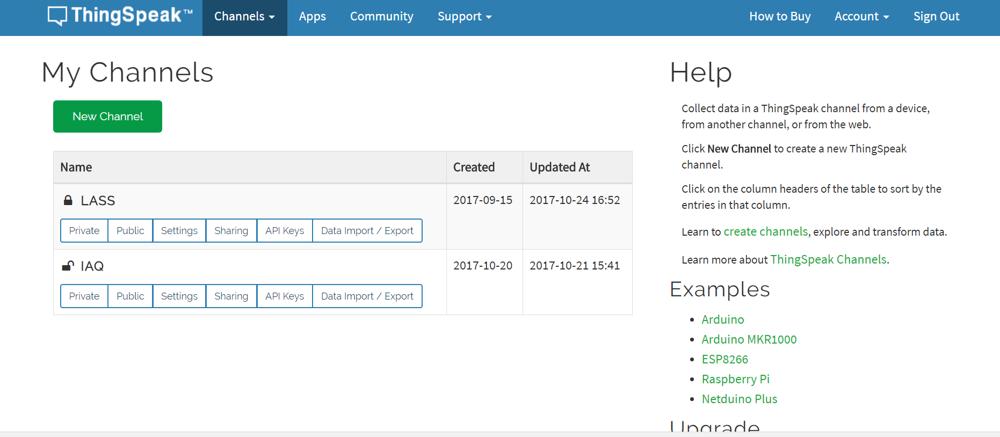 ThingSpeak™ Channels Apps Community Support How to Buy Account Sign Out
My Channels
New Channel
Name Created Updated At
LASS 2017-09-15 2017-10-24 16:52
Private Public Settings Sharing API Keys Data Import / Export
IAQ 2017-10-20 2017-10-21 15:41
Private Public Settings Sharing API Keys Data Import / Export
Help
Collect data in a ThingSpeak channel from a device,
from another channel, or from the web.
Click New Channel to create a new ThingSpeak
channel.
Click on the column headers of the table to sort by the
entries in that column.
Learn to create channels, explore and transform data.
Learn more about ThingSpeak Channels.
Examples
Arduino
Arduino MKR1000
ESP8266
Raspberry Pi
Netduino Plus
Upgrade